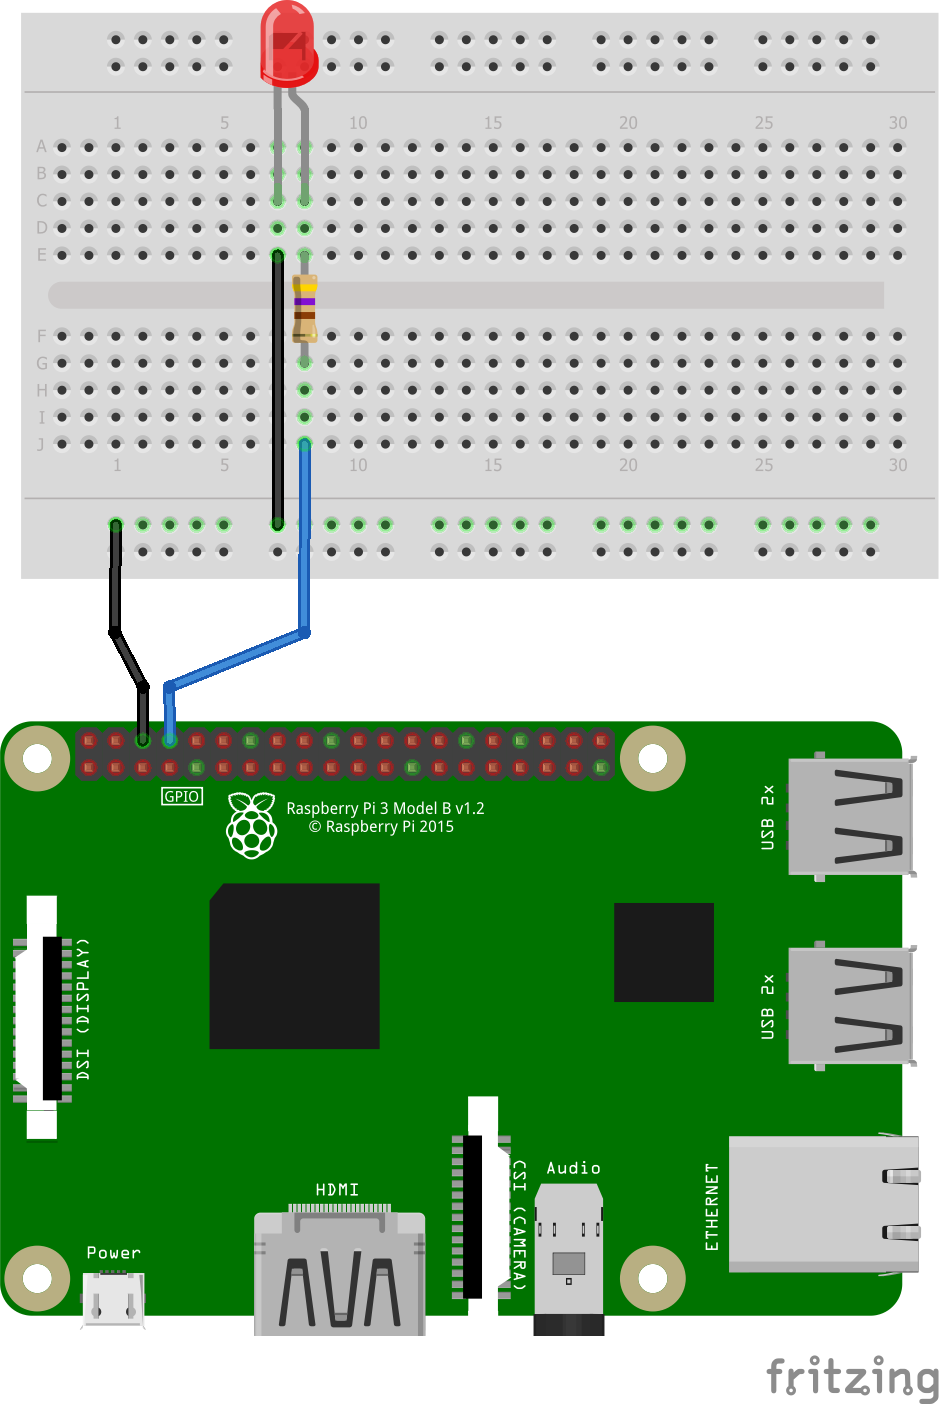 1 5 10 15 20 25 30
A
B
C
D
E
F
G
H
I
J
1 5 10 15 20 25 30
GPIO
Raspberry Pi 3 Model B v1.2
© Raspberry Pi 2015
USB 2x
DSI (DISPLAY)
USB 2x
HDMI
CSI (CAMERA)
Audio
ETHERNET
Power
fritzing